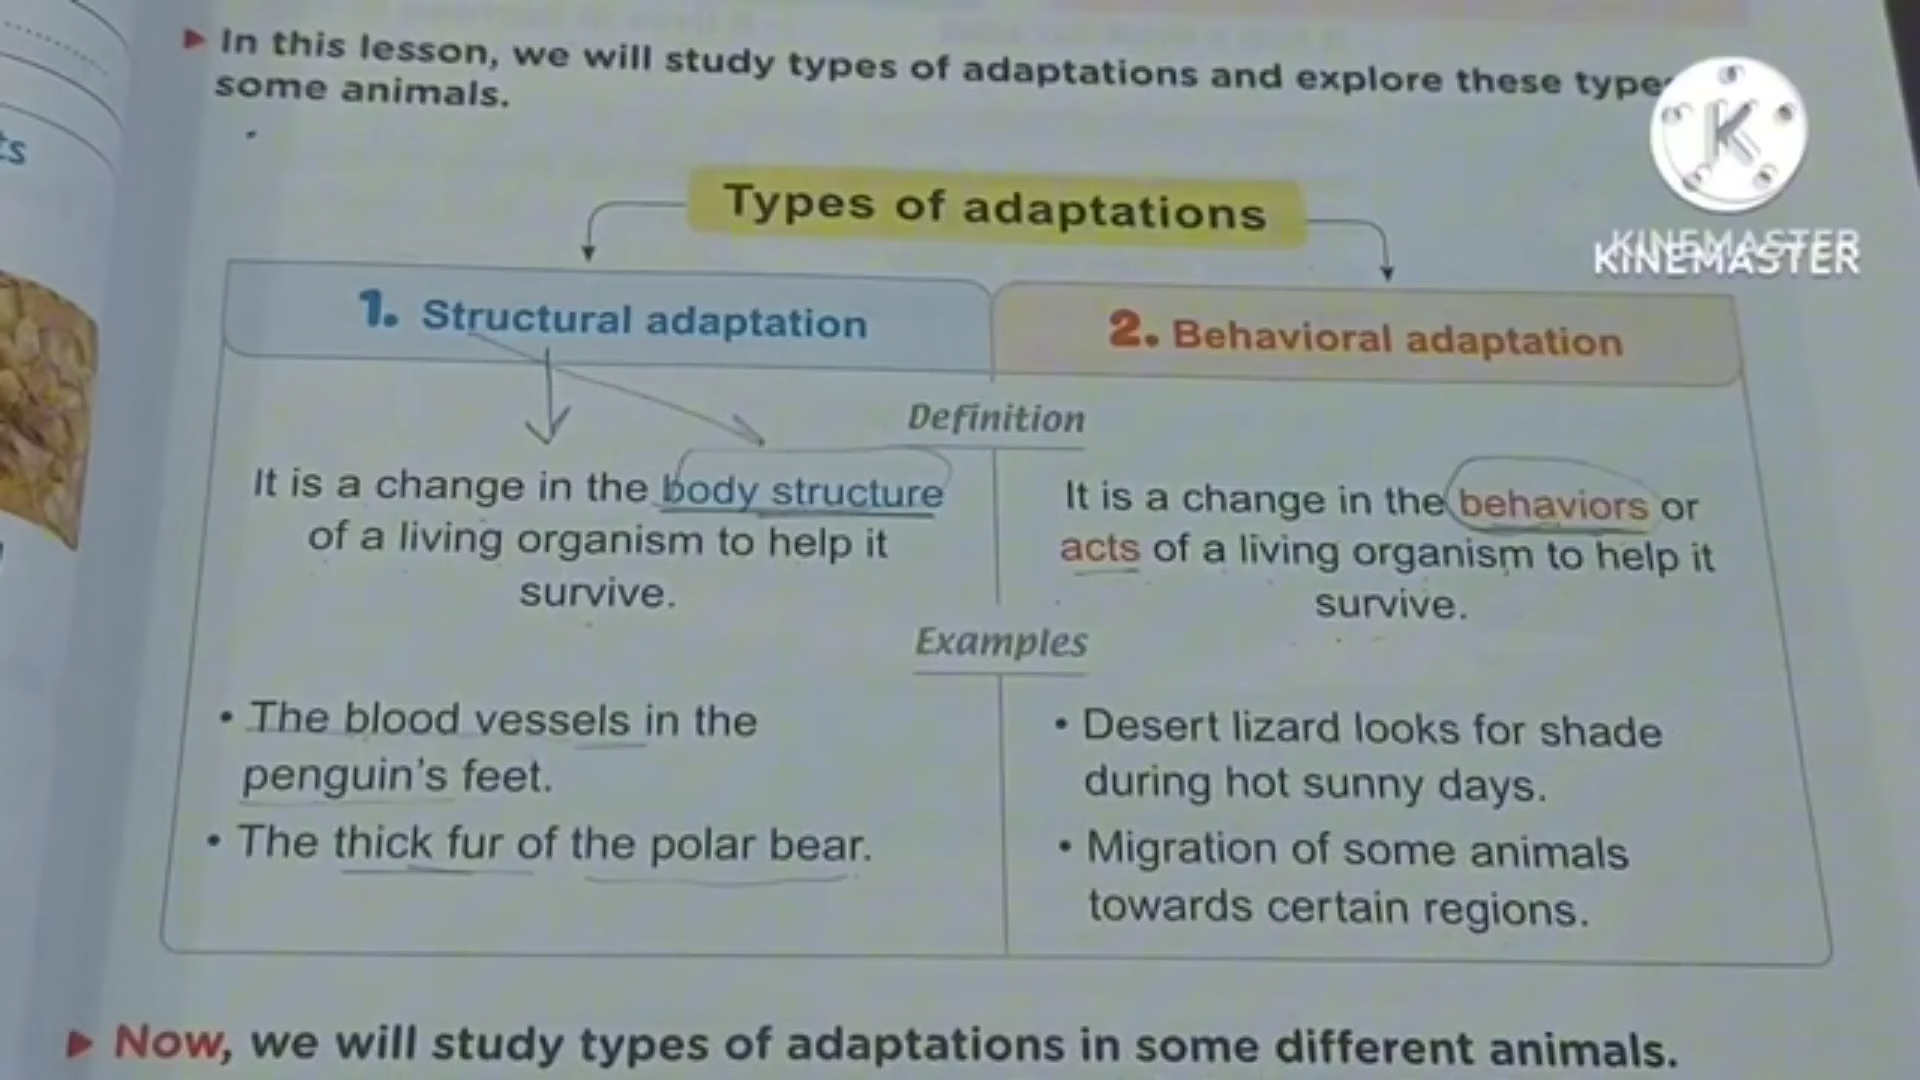 In this lesson, we will study types of adaptations and explore these
some animals.
ts
K
KINEMASTER
KINEMASTER
Types of adaptations
1. Structural adaptation
2. Behavioral adaptation
Definition
It is a change in the body structure
of a living organism to help it
survive.
It is a change in the behaviors or
acts of a living organism to help it
survive.
Examples
• The blood vessels in the
penguin's feet.
• The thick fur of the polar bear.
• Desert lizard looks for shade
during hot sunny days.
• Migration of some animals
towards certain regions.
Now, we will study types of adaptations in some different animals.